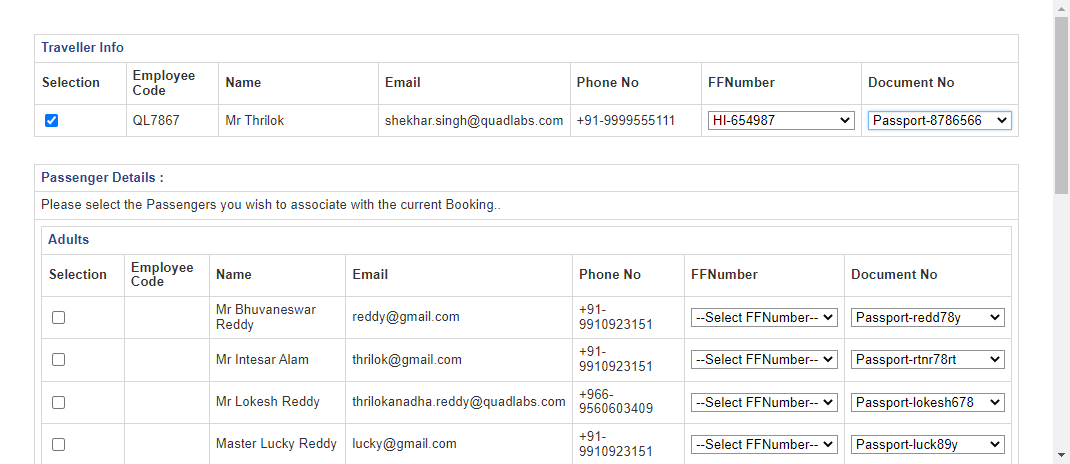 Traveller Info
Selection Employee Code Name Email Phone No FFNumber Document No
QL7867 Mr Thrilok shekhar.singh@quadlabs.com +91-9999555111 HI-654987 Passport-8786566
Passenger Details :
Please select the Passengers you wish to associate with the current Booking..
Adults
Selection Employee Code Name Email Phone No FFNumber Document No
Mr Bhuvaneswar Reddy reddy@gmail.com +91-9910923151 --Select FFNumber-- Passport-redd78y
Mr Intesar Alam thrilok@gmail.com +91-9910923151 --Select FFNumber-- Passport-rtnr78rt
Mr Lokesh Reddy thrilokanadha.reddy@quadlabs.com +966-9560603409 --Select FFNumber-- Passport-lokesh678
Master Lucky Reddy lucky@gmail.com +91-9910923151 --Select FFNumber-- Passport-luck89y